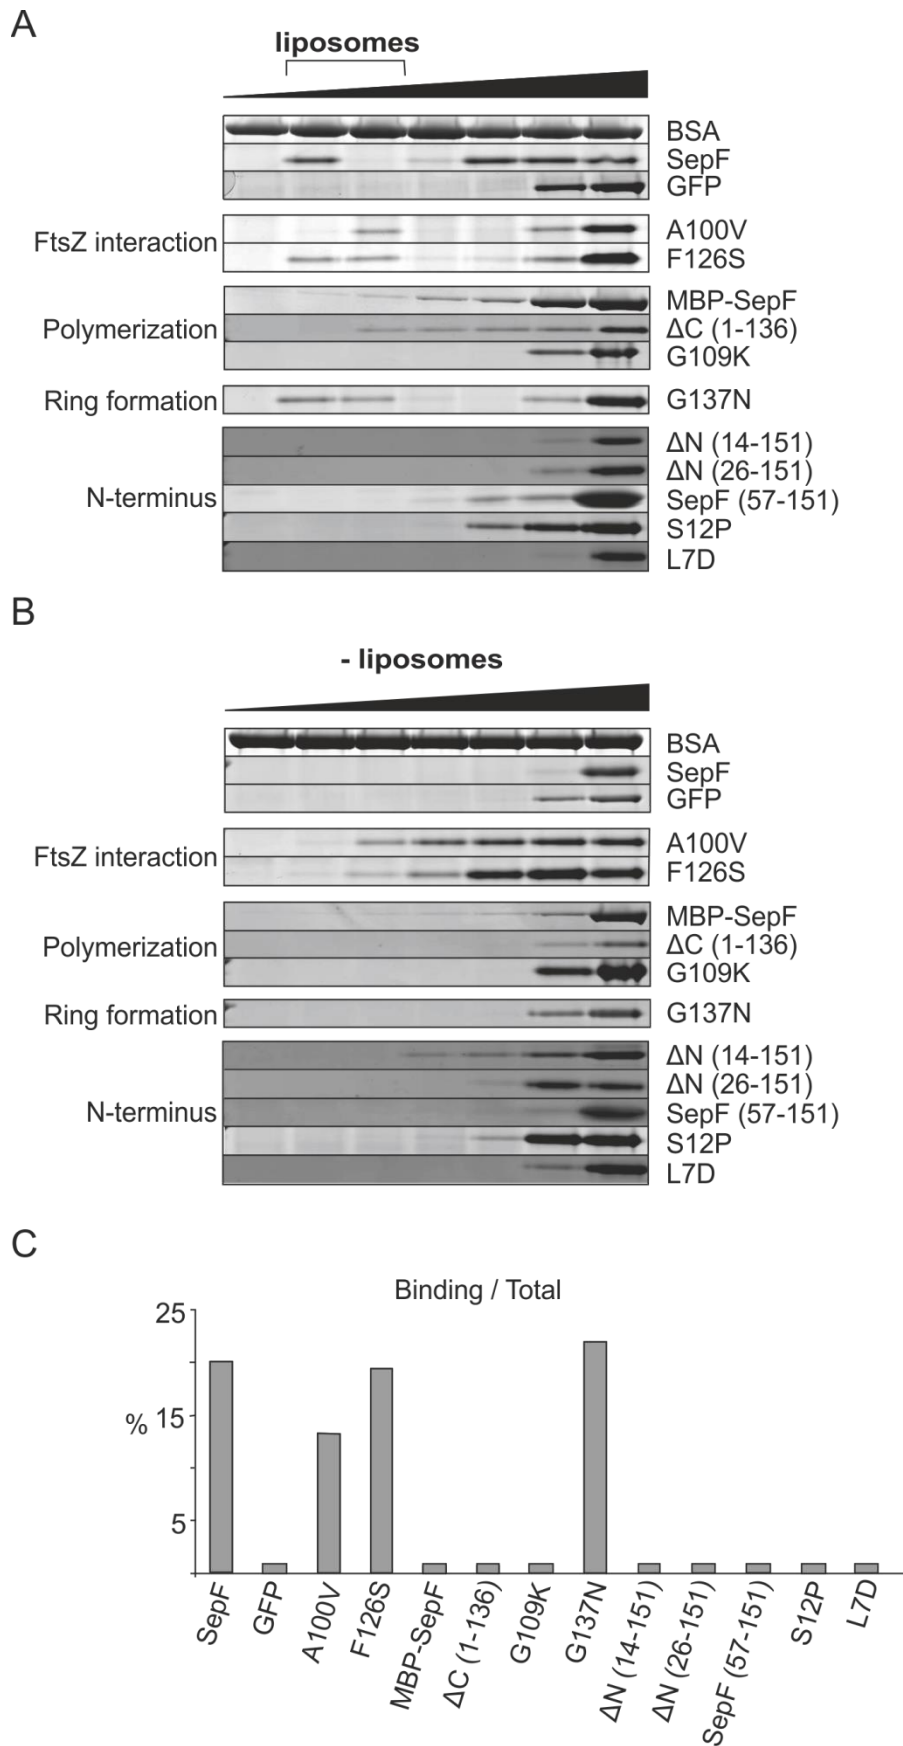 A
liposomes
BSA
SepF
GFP
FtsZ interaction
A100V
F126S
Polymerization
MBP-SepF
ΔC (1-136)
G109K
Ring formation
G137N
N-terminus
ΔN (14-151)
ΔN (26-151)
SepF (57-151)
S12P
L7D
B
- liposomes
BSA
SepF
GFP
FtsZ interaction
A100V
F126S
Polymerization
MBP-SepF
ΔC (1-136)
G109K
Ring formation
G137N
N-terminus
ΔN (14-151)
ΔN (26-151)
SepF (57-151)
S12P
L7D
C
Binding / Total
25
% 15
5
SepF
GFP
A100V
F126S
MBP-SepF
ΔC (1-136)
G109K
G137N
ΔN (14-151)
ΔN (26-151)
SepF (57-151)
S12P
L7D